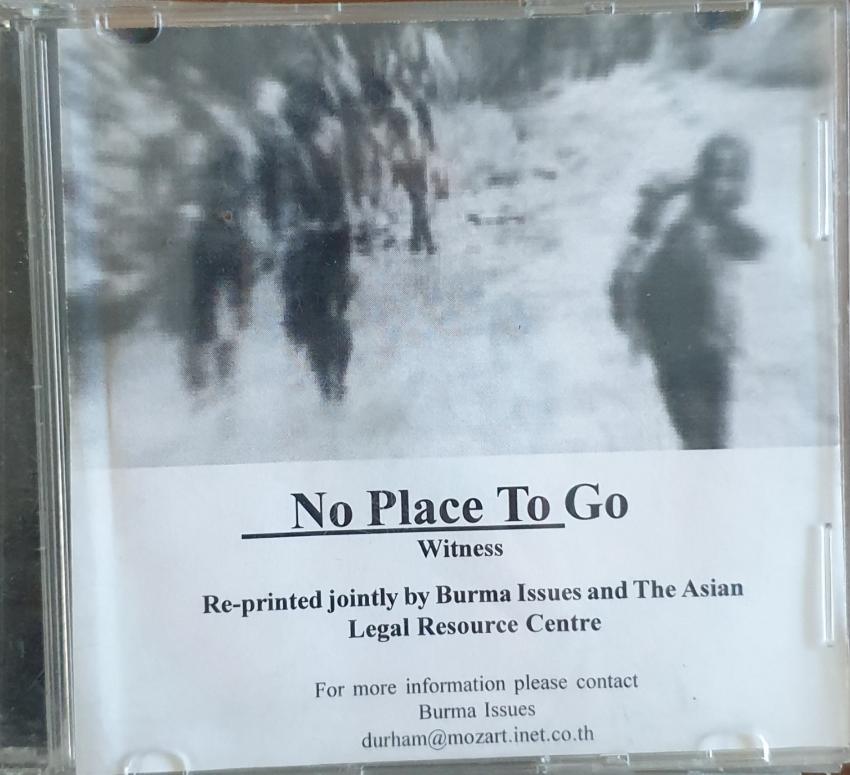 No Place To Go
Witness
Re-printed jointly by Burma Issues and The Asian
Legal Resource Centre
For more information please contact
Burma Issues
durham@mozart.inet.co.th